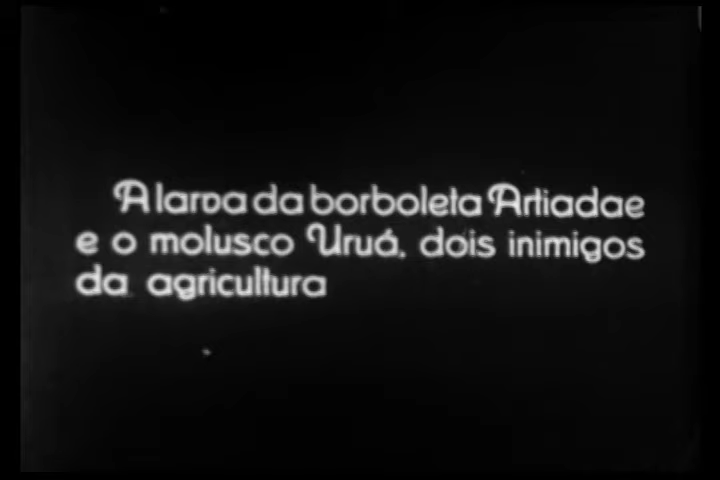 A larva da borboleta Artiadae
e o molusco Uruá, dois inimigos
da agricultura